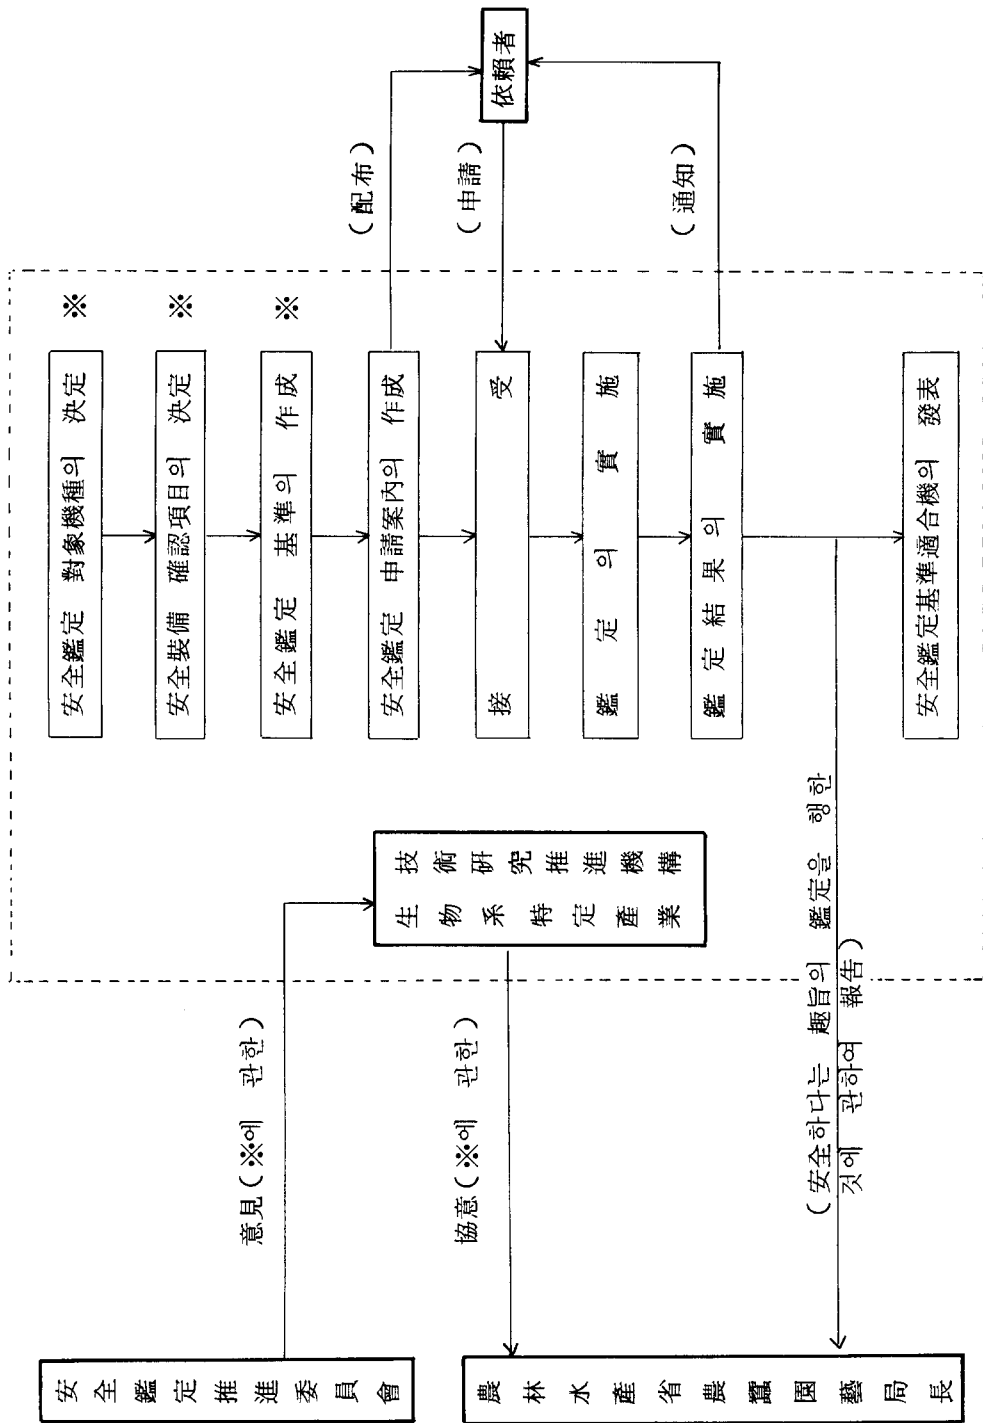 安全鑑定推進委員會
農林水産省農蠶園藝局長
意見(※에 관한)
協意(※에 관한)
(安全하다는 趣旨의 鑑定을 행한
것에 관하여 報告)
生物系特定産業
技術硏究推進機構
安全鑑定 對象機種의 決定 ※
安全裝備 確認項目의 決定 ※
安全鑑定 基準의 作成 ※
安全鑑定 申請案內의 作成
接受
鑑定의 實施
鑑定結果의 實施
安全鑑定基準適合機의 發表
(配布)
(申請)
(通知)
依賴者